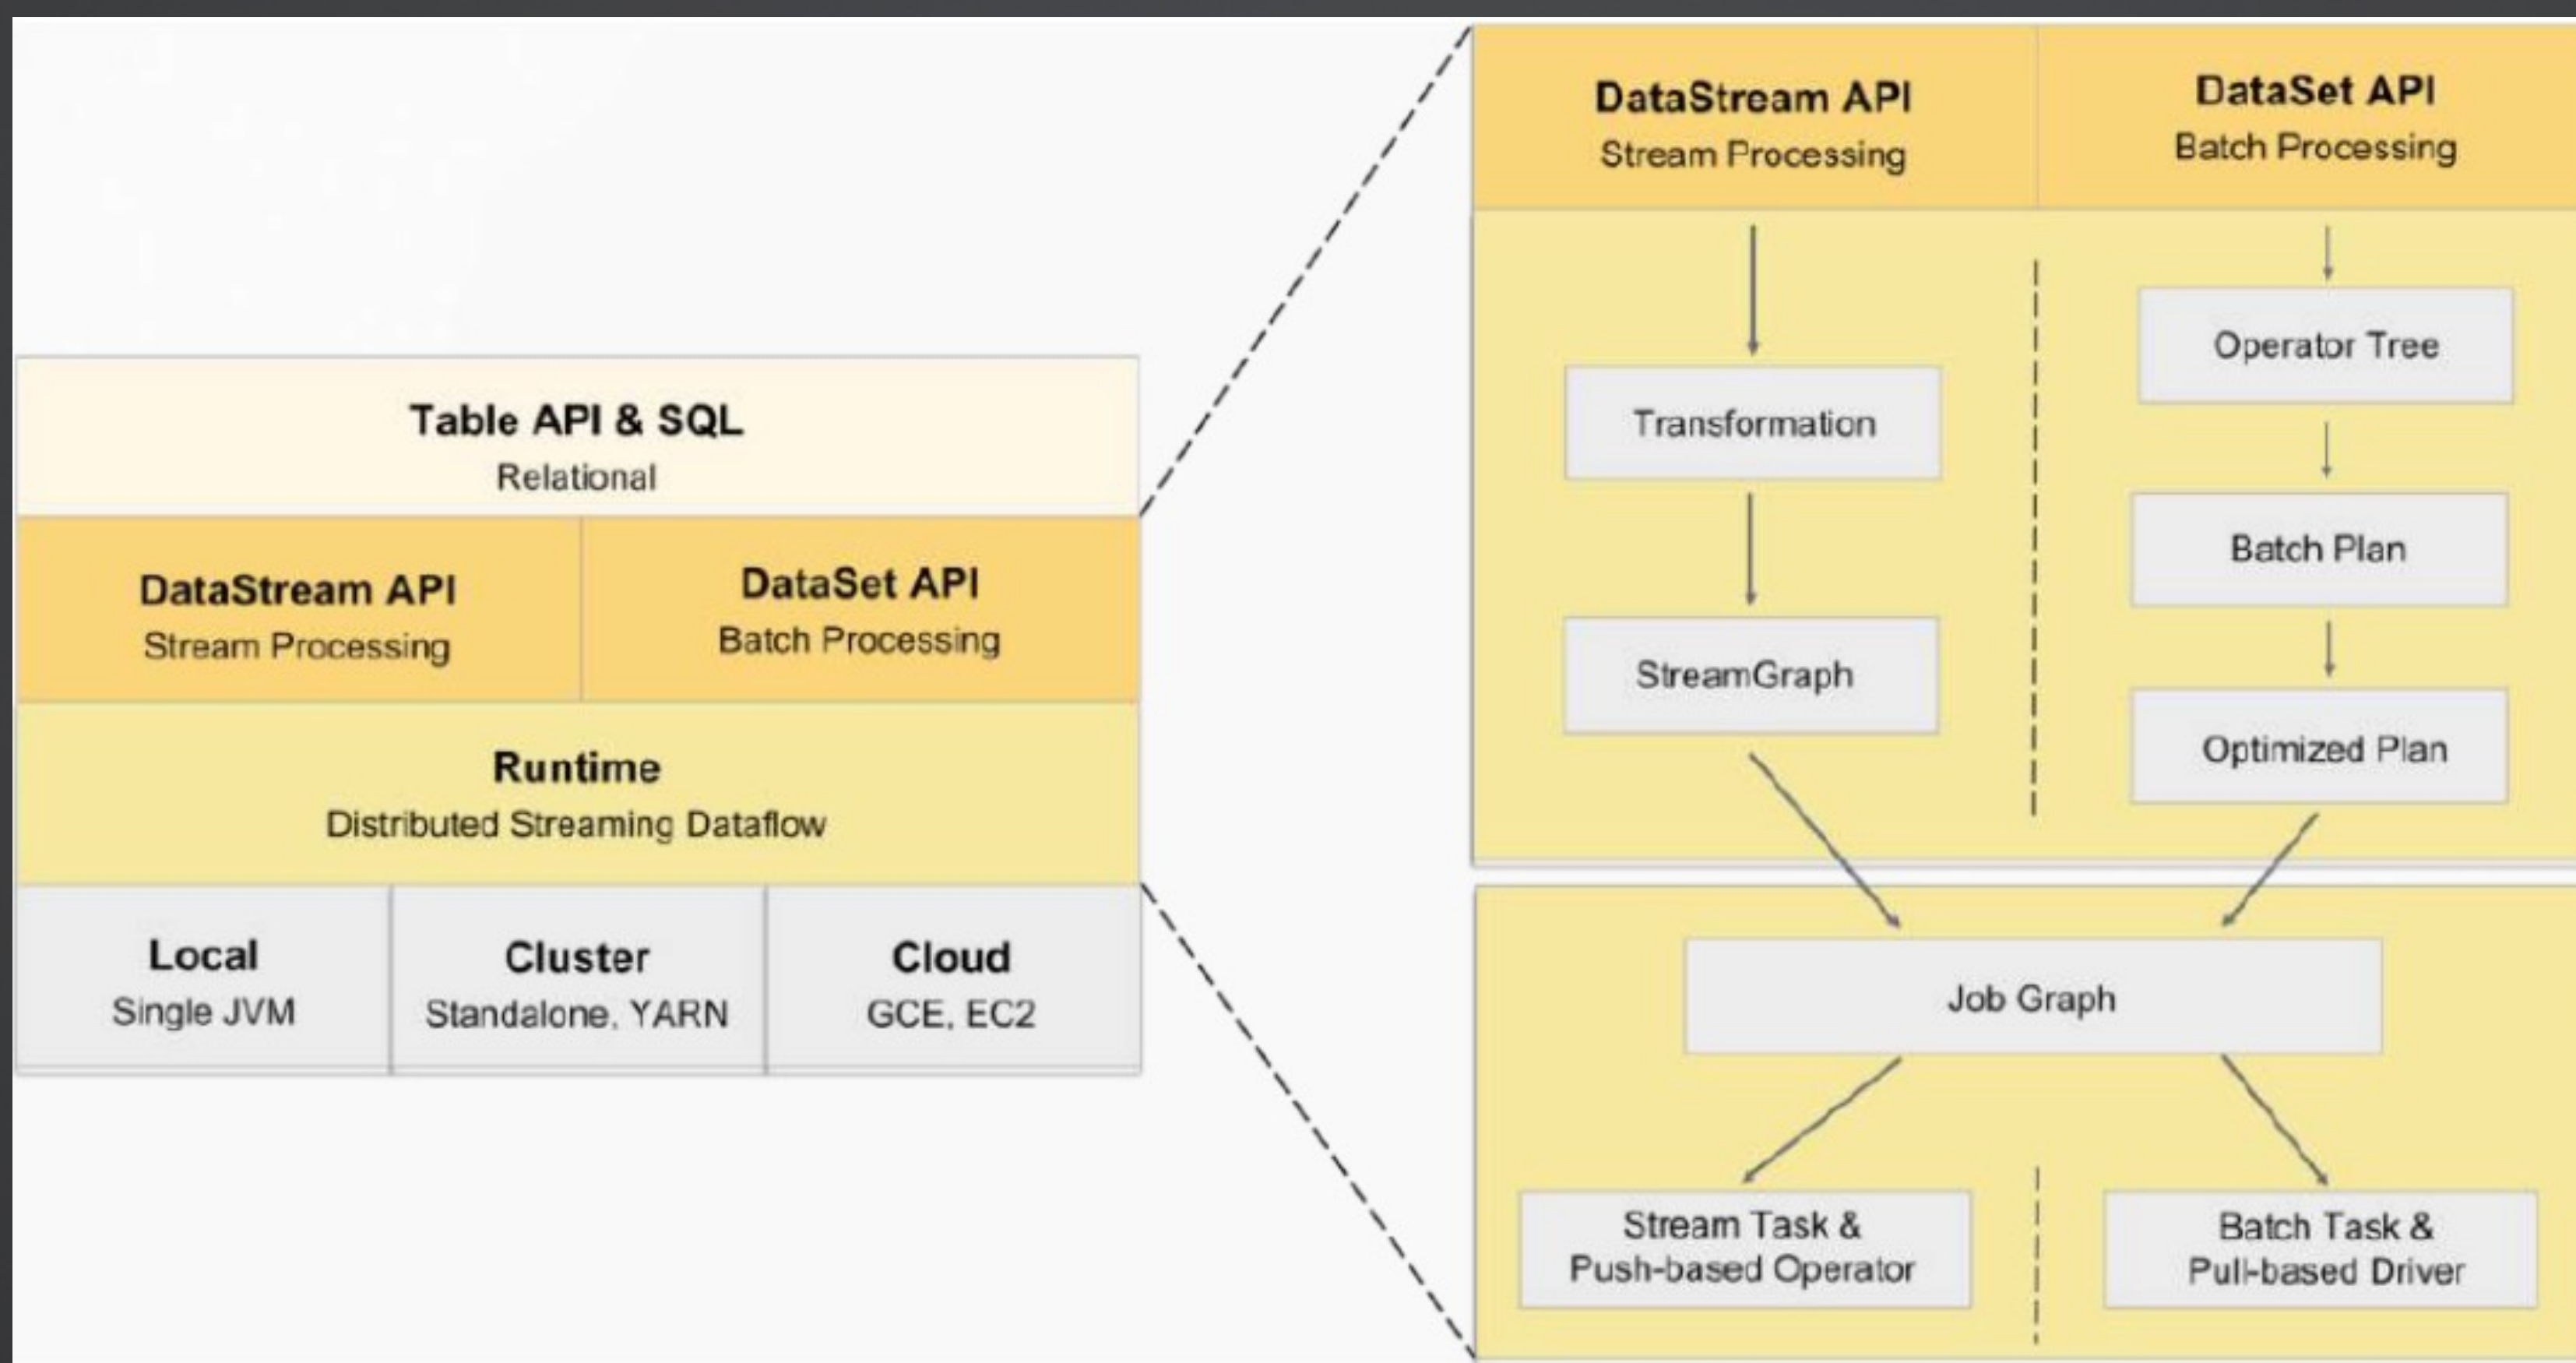 Table API & SQL
Relational
DataStream API
Stream Processing
DataSet API
Batch Processing
Runtime
Distributed Streaming Dataflow
Local
Single JVM
Cluster
Standalone, YARN
Cloud
GCE, EC2
DataStream API
Stream Processing
DataSet API
Batch Processing
Transformation
StreamGraph
Operator Tree
Batch Plan
Optimized Plan
Job Graph
Stream Task &
Push-based Operator
Batch Task &
Pull-based Driver